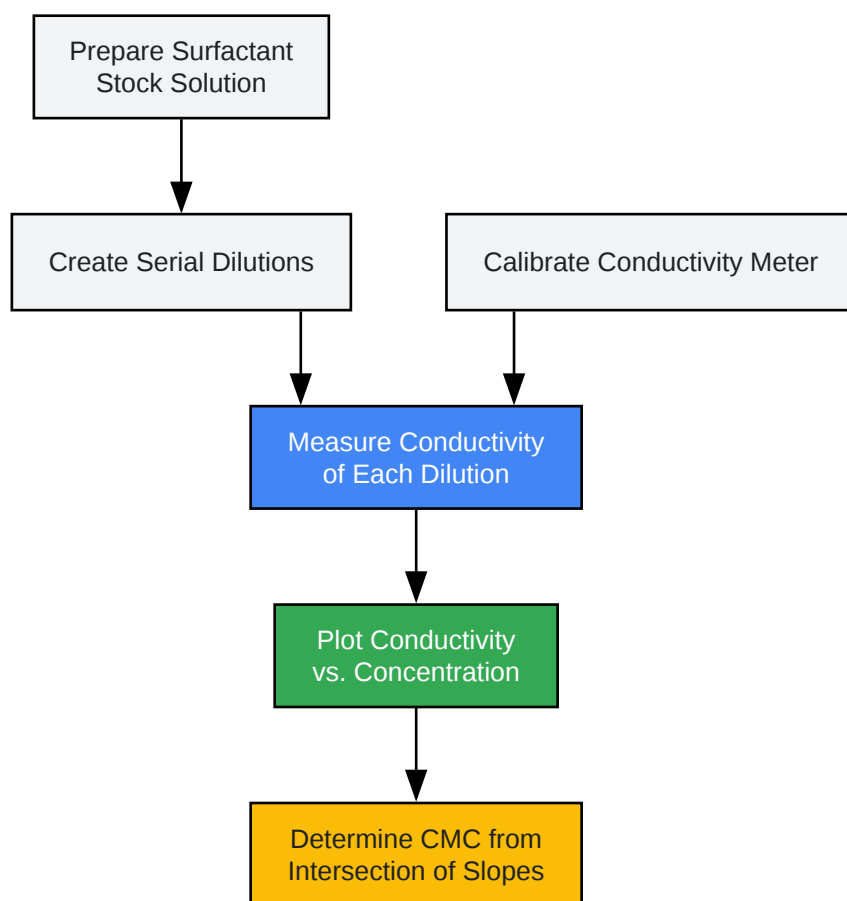 Prepare Surfactant
Stock Solution
Create Serial Dilutions
Calibrate Conductivity Meter
Measure Conductivity
of Each Dilution
Plot Conductivity
vs. Concentration
Determine CMC from
Intersection of Slopes